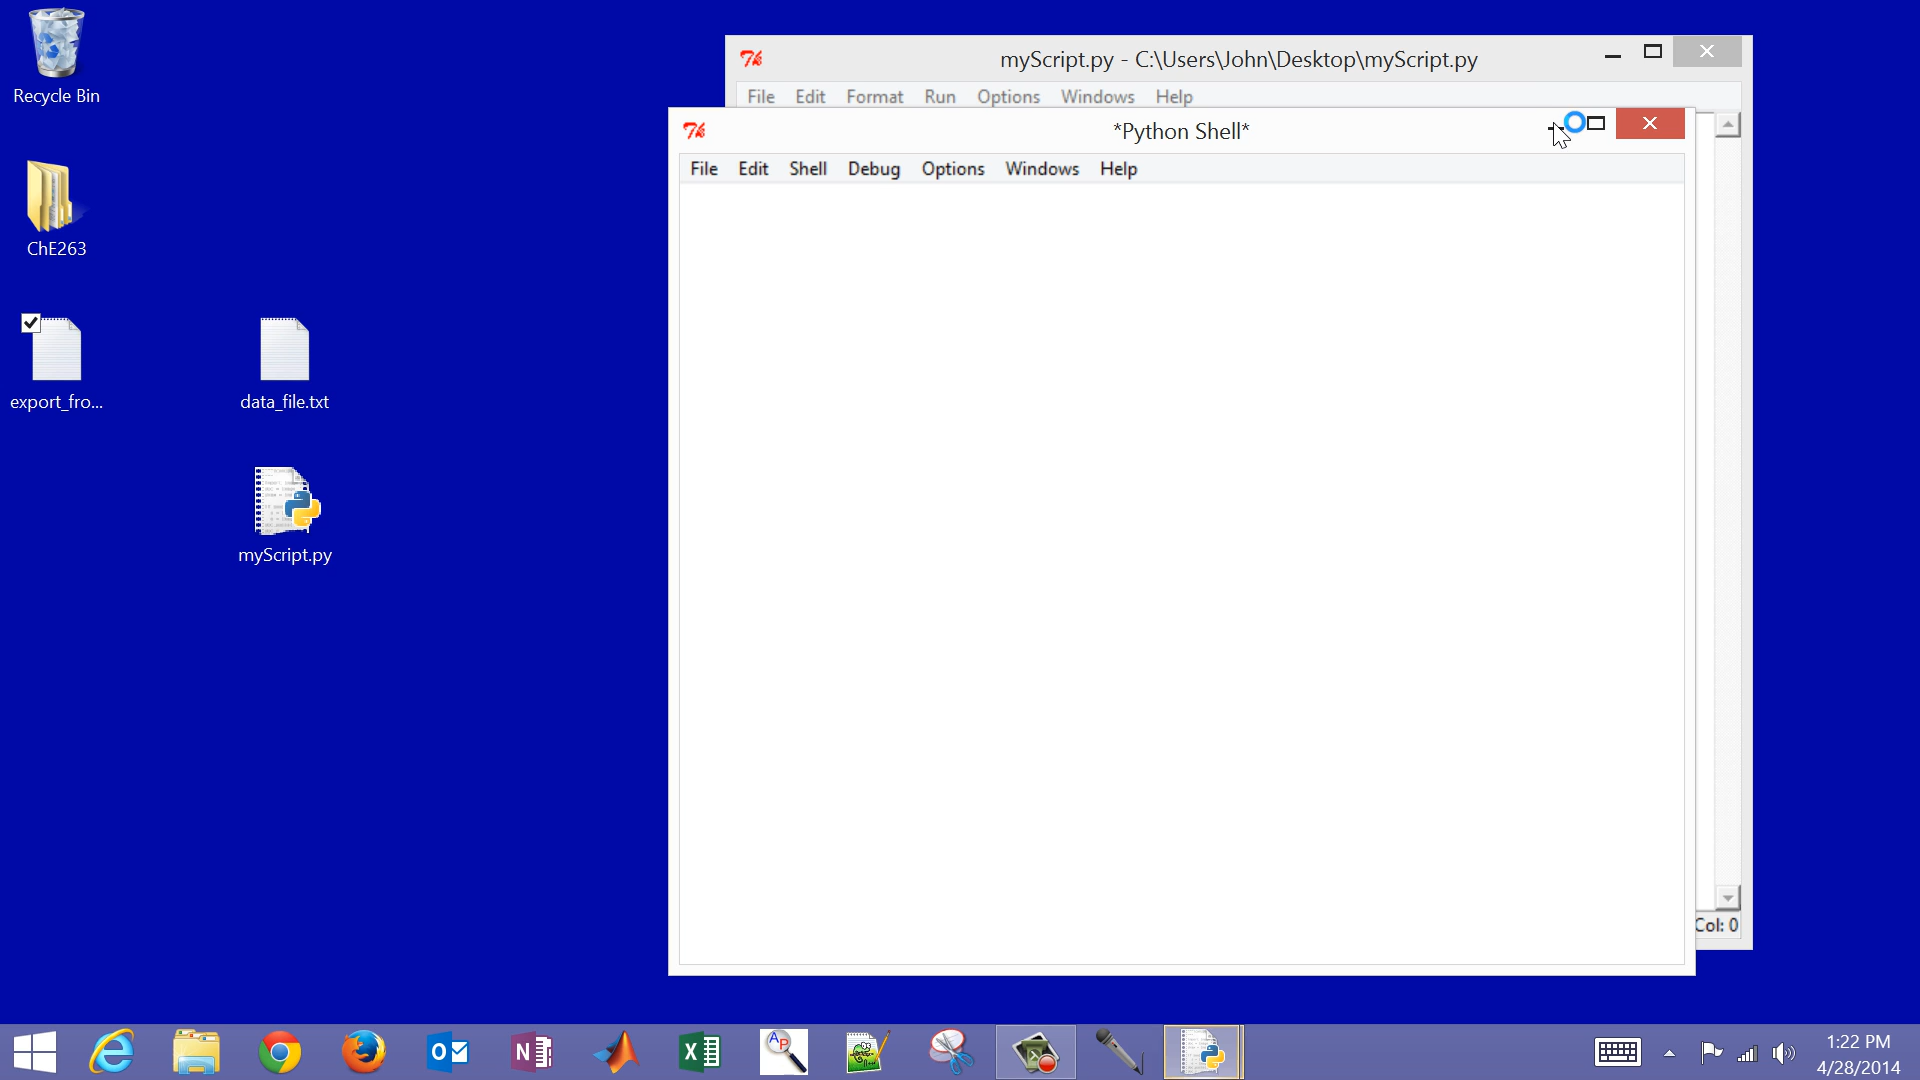 Recycle Bin
ChE263
export_fro...
data_file.txt
myScript.py
myScript.py - C:\Users\John\Desktop\myScript.py
File Edit Format Run Options Windows Help
*Python Shell*
File Edit Shell Debug Options Windows Help
Col: 0
1:22 PM
4/28/2014